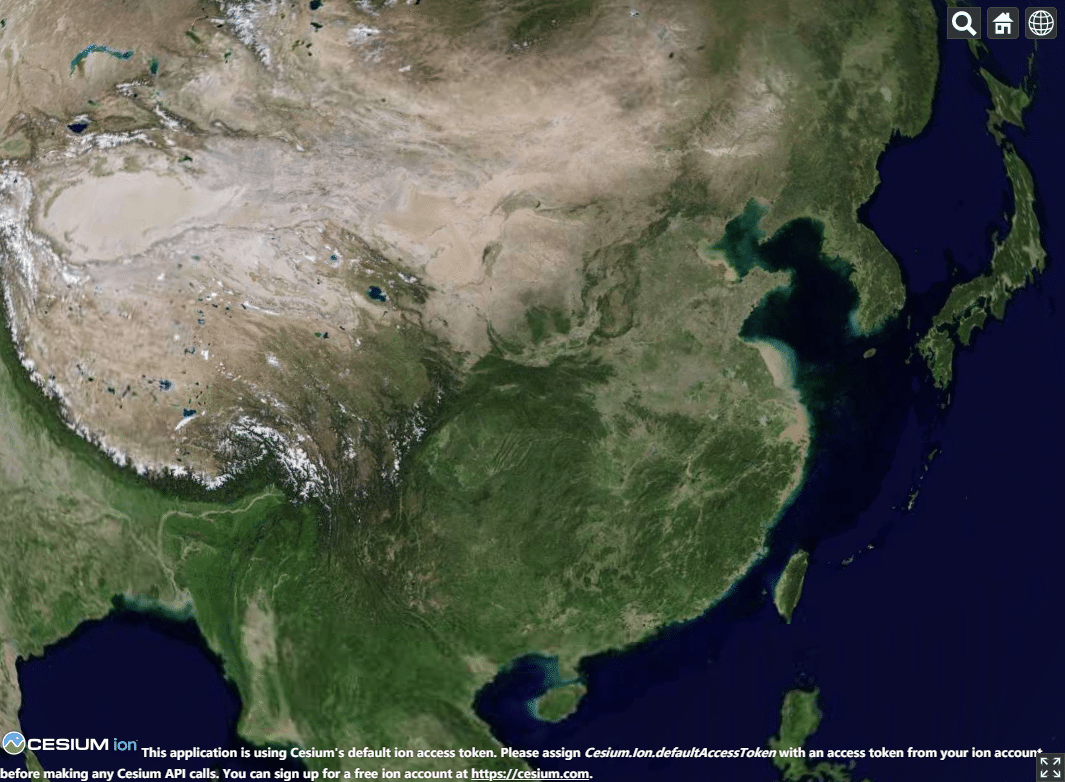 CESIUM ion This application is using Cesium's default ion access token. Please assign Cesium.Ion.defaultAccessToken with an access token from your ion account
before making any Cesium API calls. You can sign up for a free ion account at https://cesium.com.